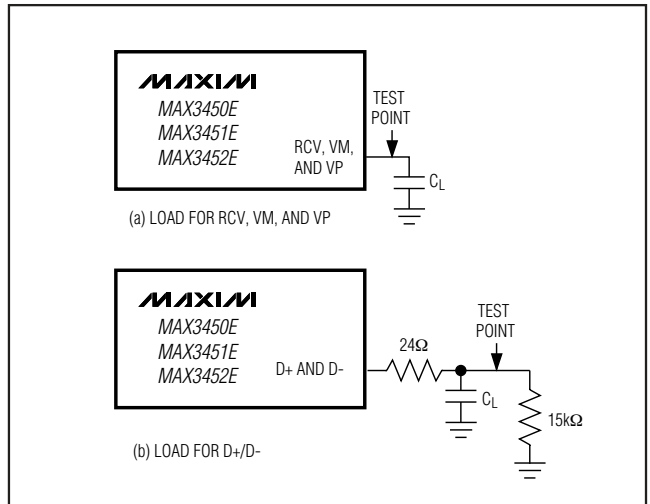 MAXIM
MAX3450E
MAX3451E
MAX3452E
RCV, VM,
AND VP
TEST
POINT
CL
(a) LOAD FOR RCV, VM, AND VP
MAXIM
MAX3450E
MAX3451E
MAX3452E
D+ AND D-
24Ω
TEST
POINT
CL
15kΩ
(b) LOAD FOR D+/D-